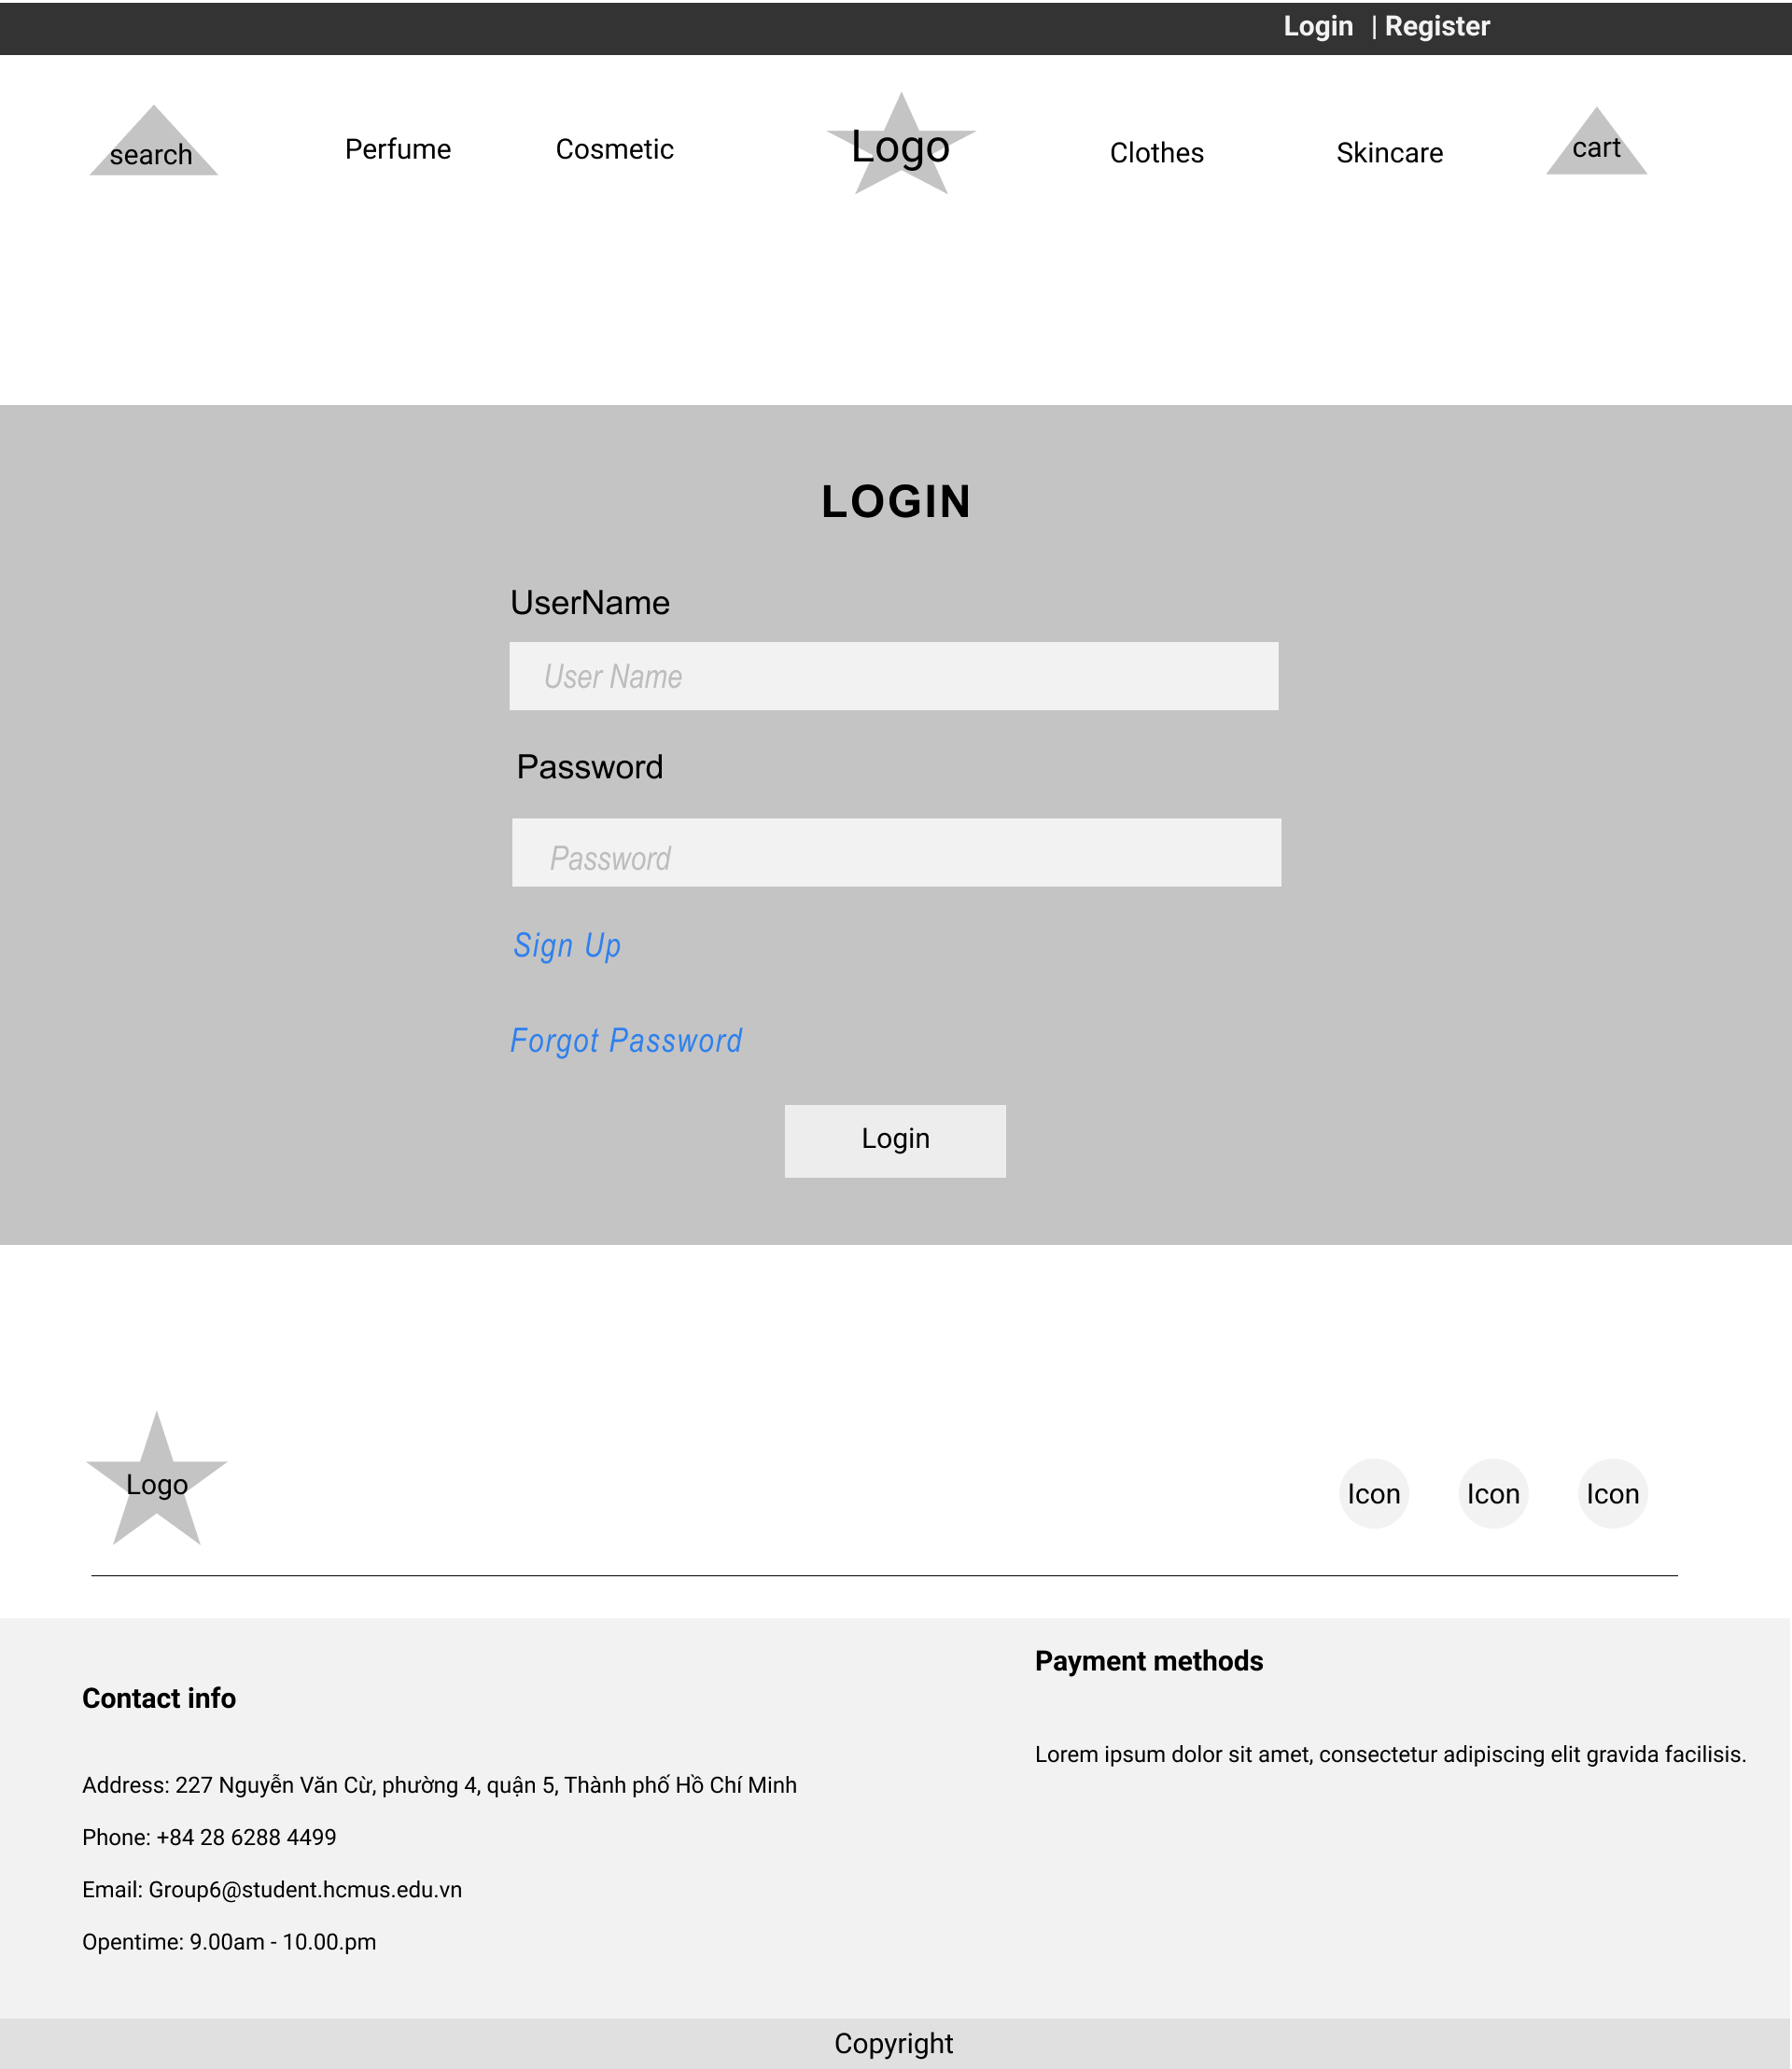 Login | Register
search Perfume Cosmetic Logo Clothes Skincare cart
LOGIN
UserName
User Name
Password
Password
Sign Up
Forgot Password
Login
Logo Icon Icon Icon
Payment methods
Contact info
Lorem ipsum dolor sit amet, consectetur adipiscing elit gravida facilisis.
Address: 227 Nguyễn Văn Cừ, phường 4, quận 5, Thành phố Hồ Chí Minh
Phone: +84 28 6288 4499
Email: Group6@student.hcmus.edu.vn
Opentime: 9.00am - 10.00.pm
Copyright